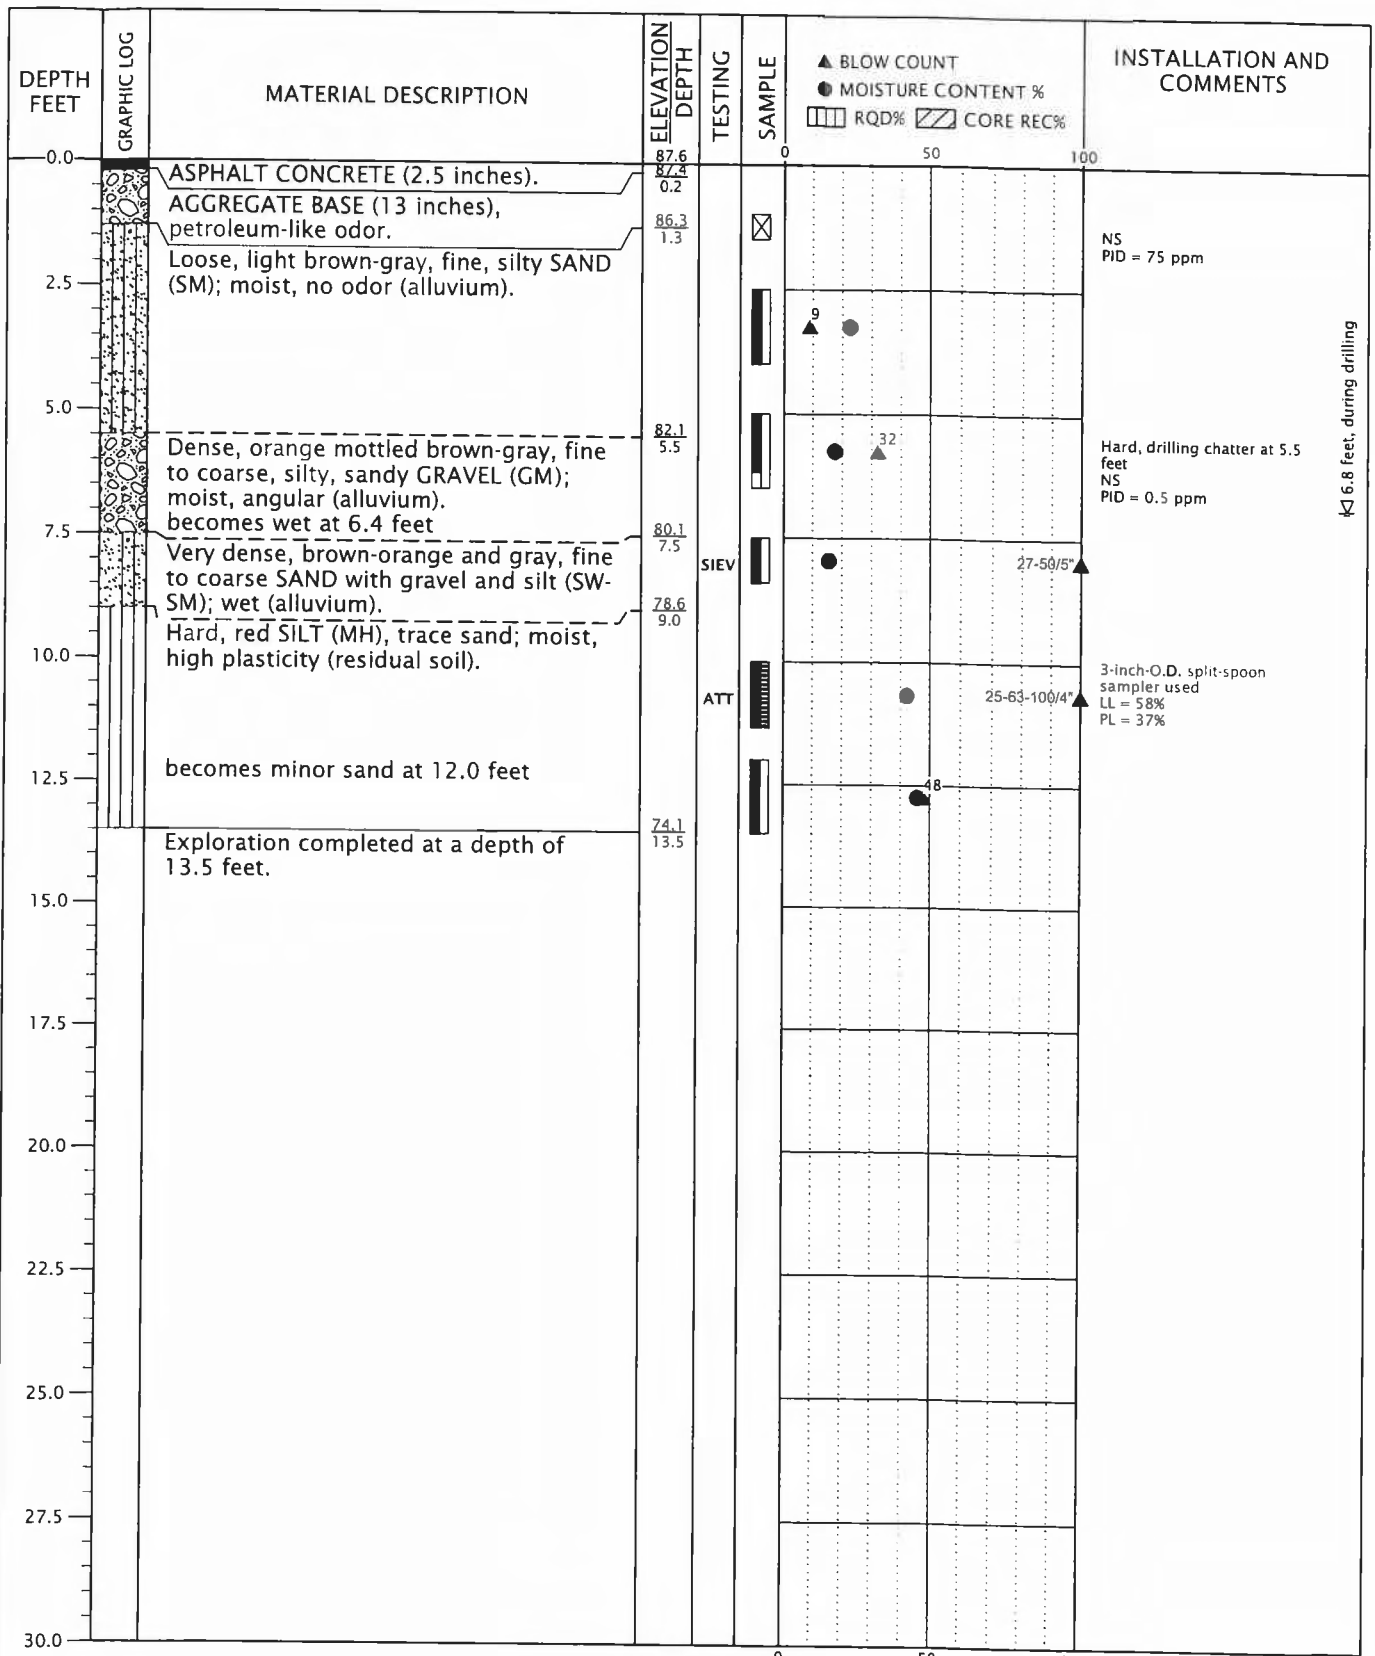 DEPTH
FEET
GRAPHIC LOG
MATERIAL DESCRIPTION
ELEVATION
DEPTH
TESTING
SAMPLE
▲ BLOW COUNT
● MOISTURE CONTENT %
RQD% CORE REC%
INSTALLATION AND
COMMENTS
0 50 100
0.0
87.6
ASPHALT CONCRETE (2.5 inches).
87.4
0.2
AGGREGATE BASE (13 inches),
petroleum-like odor.
86.3
1.3
NS
PID = 75 ppm
Loose, light brown-gray, fine, silty SAND
(SM); moist, no odor (alluvium).
2.5
9
5.0
82.1
5.5
Dense, orange mottled brown-gray, fine
to coarse, silty, sandy GRAVEL (GM);
moist, angular (alluvium).
becomes wet at 6.4 feet
32
Hard, drilling chatter at 5.5
feet
NS
PID = 0.5 ppm
6.8 feet, during drilling
7.5
80.1
7.5
Very dense, brown-orange and gray, fine
to coarse SAND with gravel and silt (SW-
SM); wet (alluvium).
SIEV
27-50/5"
78.6
9.0
Hard, red SILT (MH), trace sand; moist,
high plasticity (residual soil).
10.0
ATT
25-63-100/4"
3-inch-O.D. split-spoon
sampler used
LL = 58%
PL = 37%
becomes minor sand at 12.0 feet
12.5
48
74.1
13.5
Exploration completed at a depth of
13.5 feet.
15.0
17.5
20.0
22.5
25.0
27.5
30.0